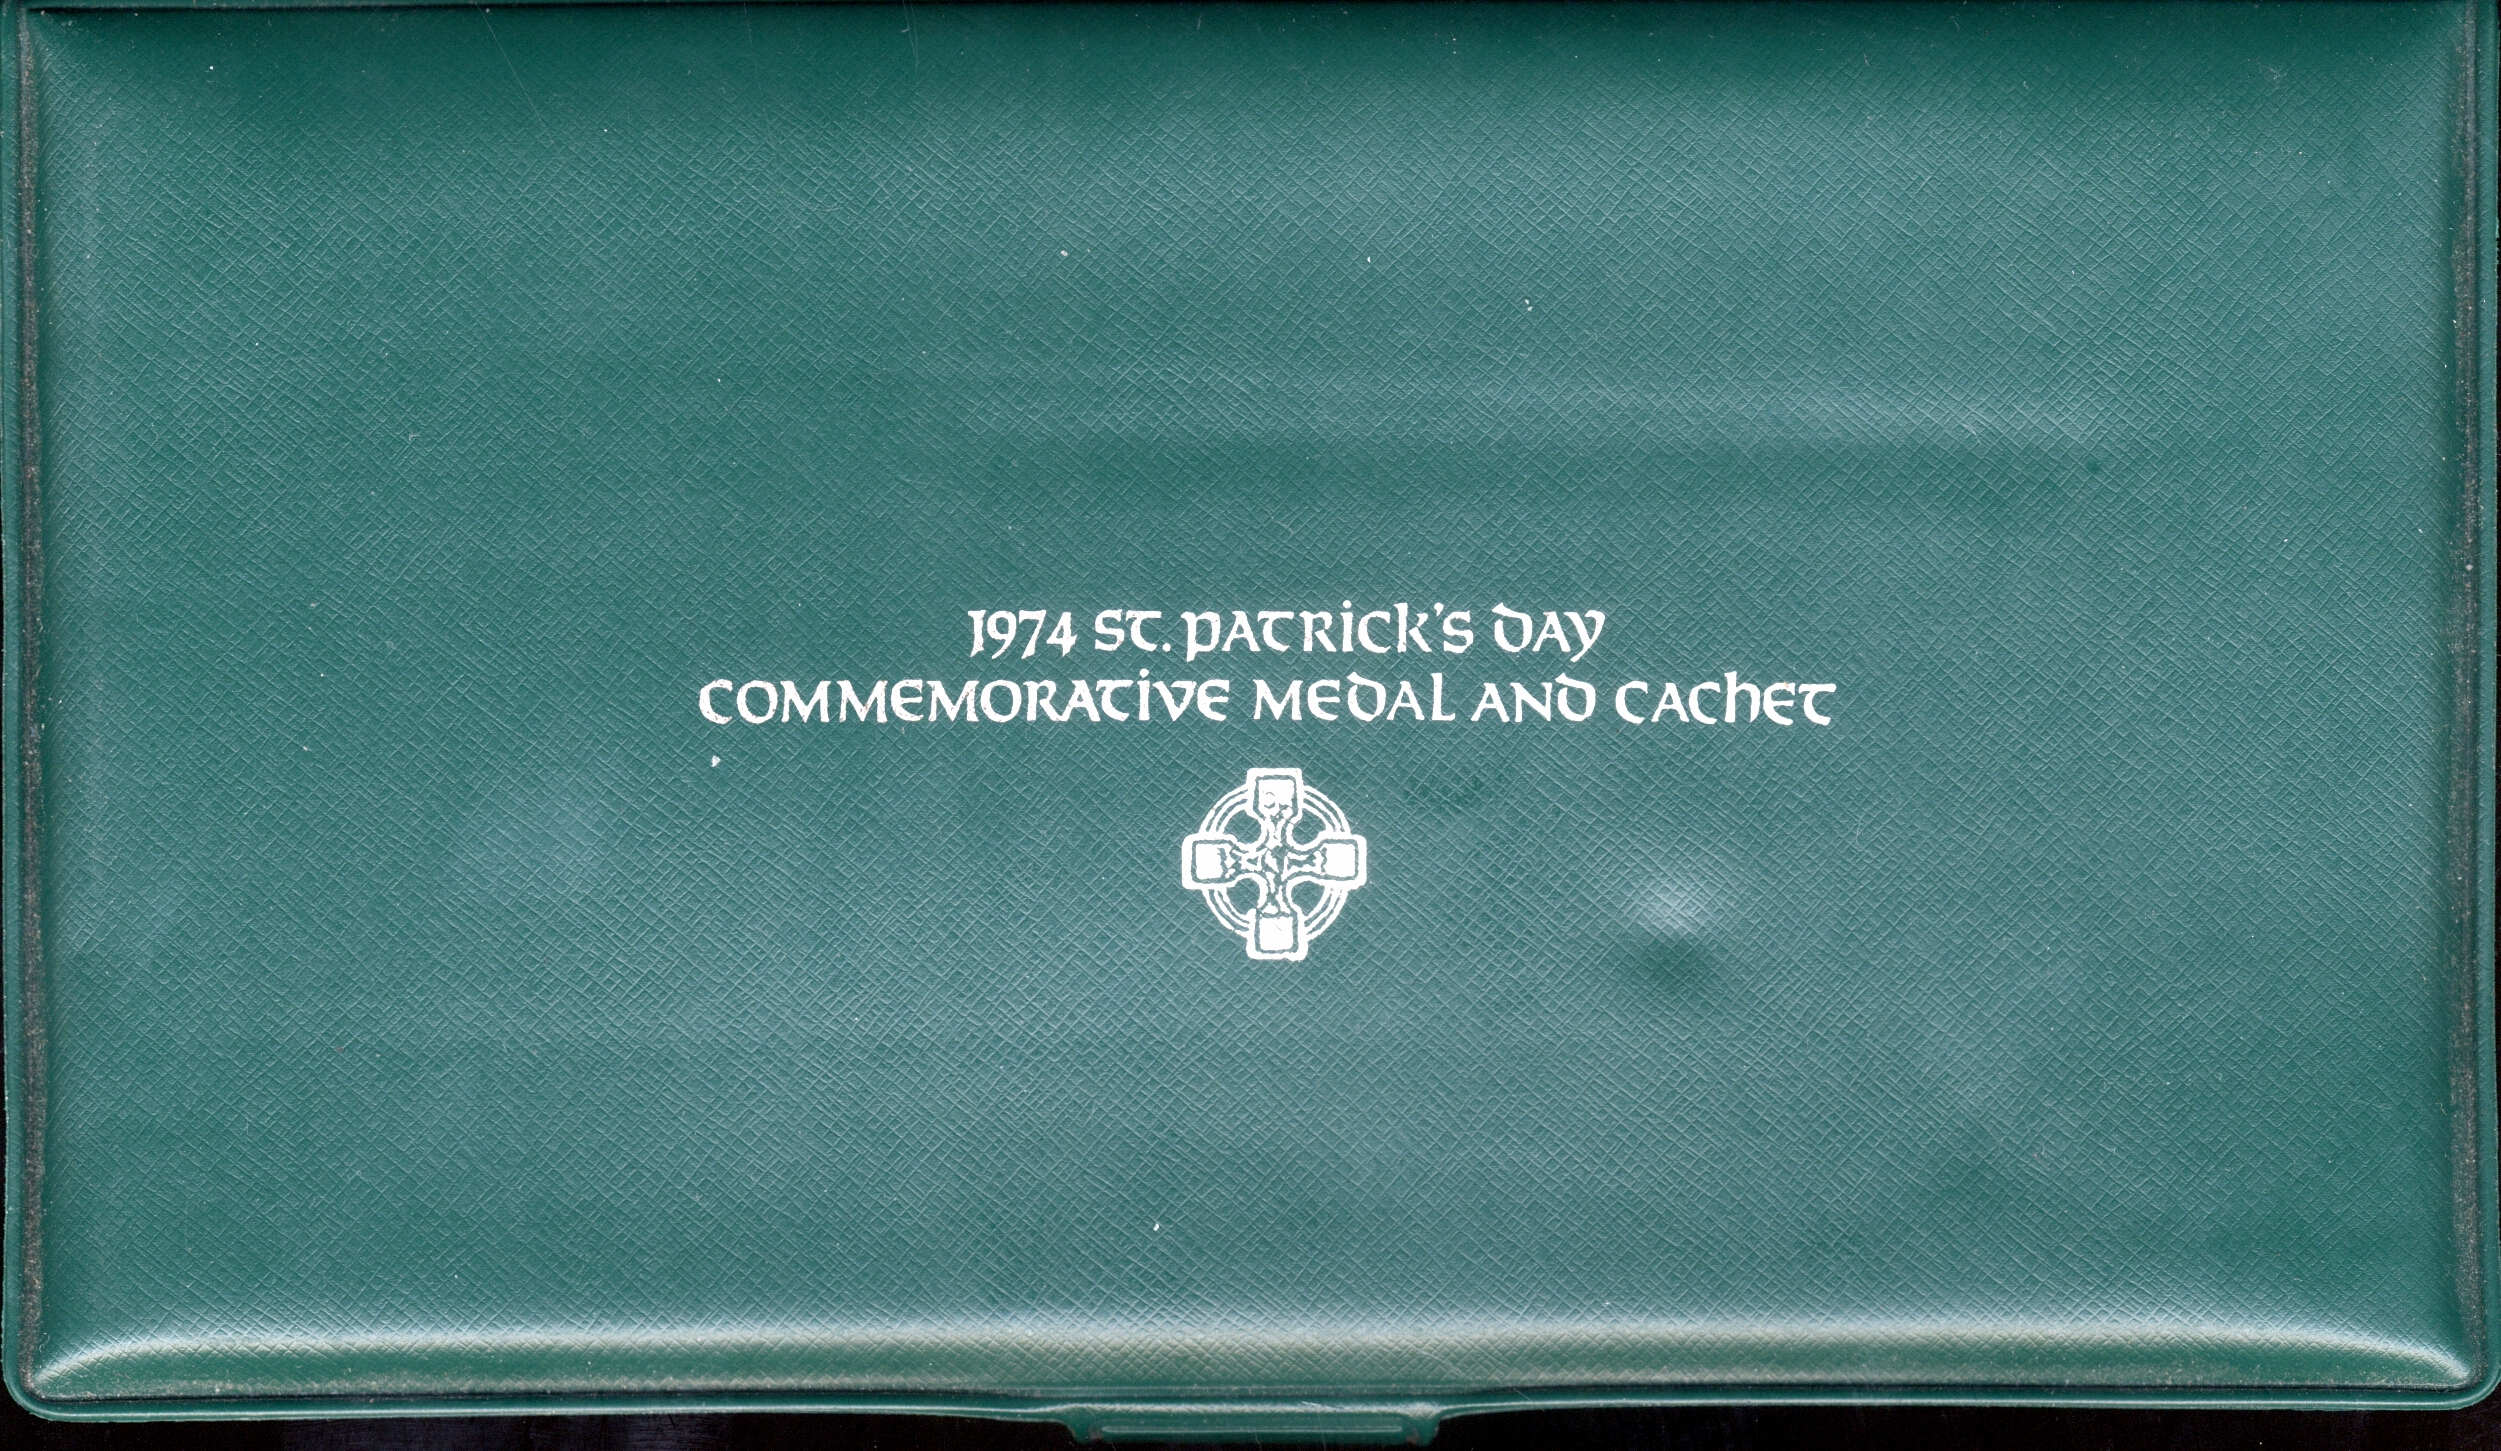 1974 ST. PATRICK'S DAY
COMMEMORATIVE MEDAL AND CACHET